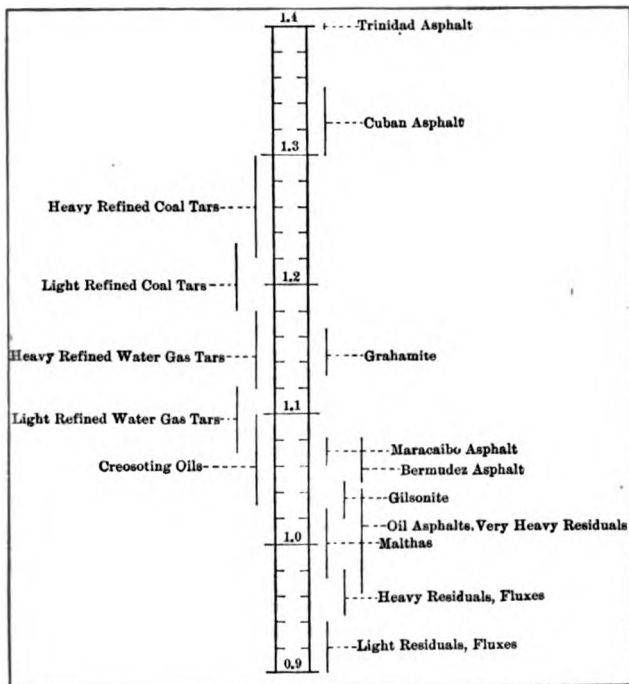 1.4
Trinidad Asphalt
Cuban Asphalt
1.3
Heavy Refined Coal Tars
1.2
Light Refined Coal Tars
Heavy Refined Water Gas Tars
Grahamite
1.1
Light Refined Water Gas Tars
Maracaibo Asphalt
Creosoting Oils
Bermudez Asphalt
Gilsonite
Oil Asphalts. Very Heavy Residuals
1.0
Malthas
Heavy Residuals, Fluxes
Light Residuals, Fluxes
0.9